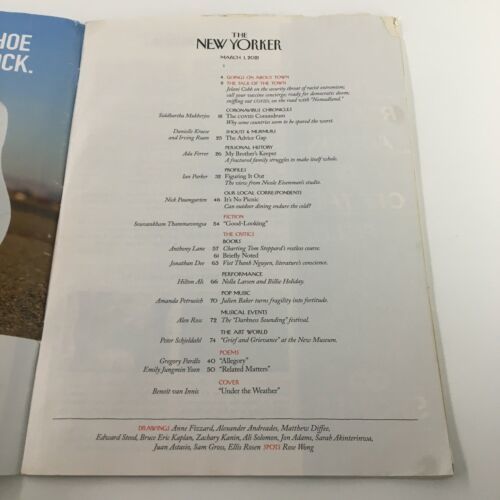 HOE
OCK.
THE
NEW YORKER
MARCH 1, 2021
4 GOINGS ON ABOUT TOWN
9 THE TALK OF THE TOWN
Jelani Cobb on the security threat of racist extremism;
call your vaccine concierge; ready for democratic doom;
sniffing out COVID; on the road with "Nomadland."
CORONAVIRUS CHRONICLES
Siddhartha Mukherjee 18 The COVID Conundrum
Why some countries seem to be spared the worst.
SHOUTS & MURMURS
Danielle Kraese
and Irving Ruan 25 The Advice Gap
PERSONAL HISTORY
Ada Ferrer 26 My Brother's Keeper
A fractured family struggles to make itself whole.
PROFILES
Ian Parker 32 Figuring It Out
The view from Nicole Eisenman's studio.
OUR LOCAL CORRESPONDENTS
Nick Paumgarten 46 It's No Picnic
Can outdoor dining endure the cold?
FICTION
Souvankham Thammavongsa 54 "Good-Looking"
THE CRITICS
BOOKS
Anthony Lane 57 Charting Tom Stoppard's restless course.
61 Briefly Noted
Jonathan Dee 63 Viet Thanh Nguyen, literature's conscience.
PERFORMANCE
Hilton Als 66 Nella Larsen and Billie Holiday.
POP MUSIC
Amanda Petrusich 70 Julien Baker turns fragility into fortitude.
MUSICAL EVENTS
Alex Ross 72 The "Darkness Sounding" festival.
THE ART WORLD
Peter Schjeldahl 74 "Grief and Grievance" at the New Museum.
POEMS
Gregory Pardlo 40 "Allegory"
Emily Jungmin Yoon 50 "Related Matters"
COVER
Benoit van Innis "Under the Weather"
DRAWINGS Anne Fizzard, Alexander Andreades, Matthew Diffee,
Edward Steed, Bruce Eric Kaplan, Zachary Kanin, Ali Solomon, Jon Adams, Sarah Akinterinwa,
Juan Astasio, Sam Gross, Ellis Rosen SPOTS Rose Wong